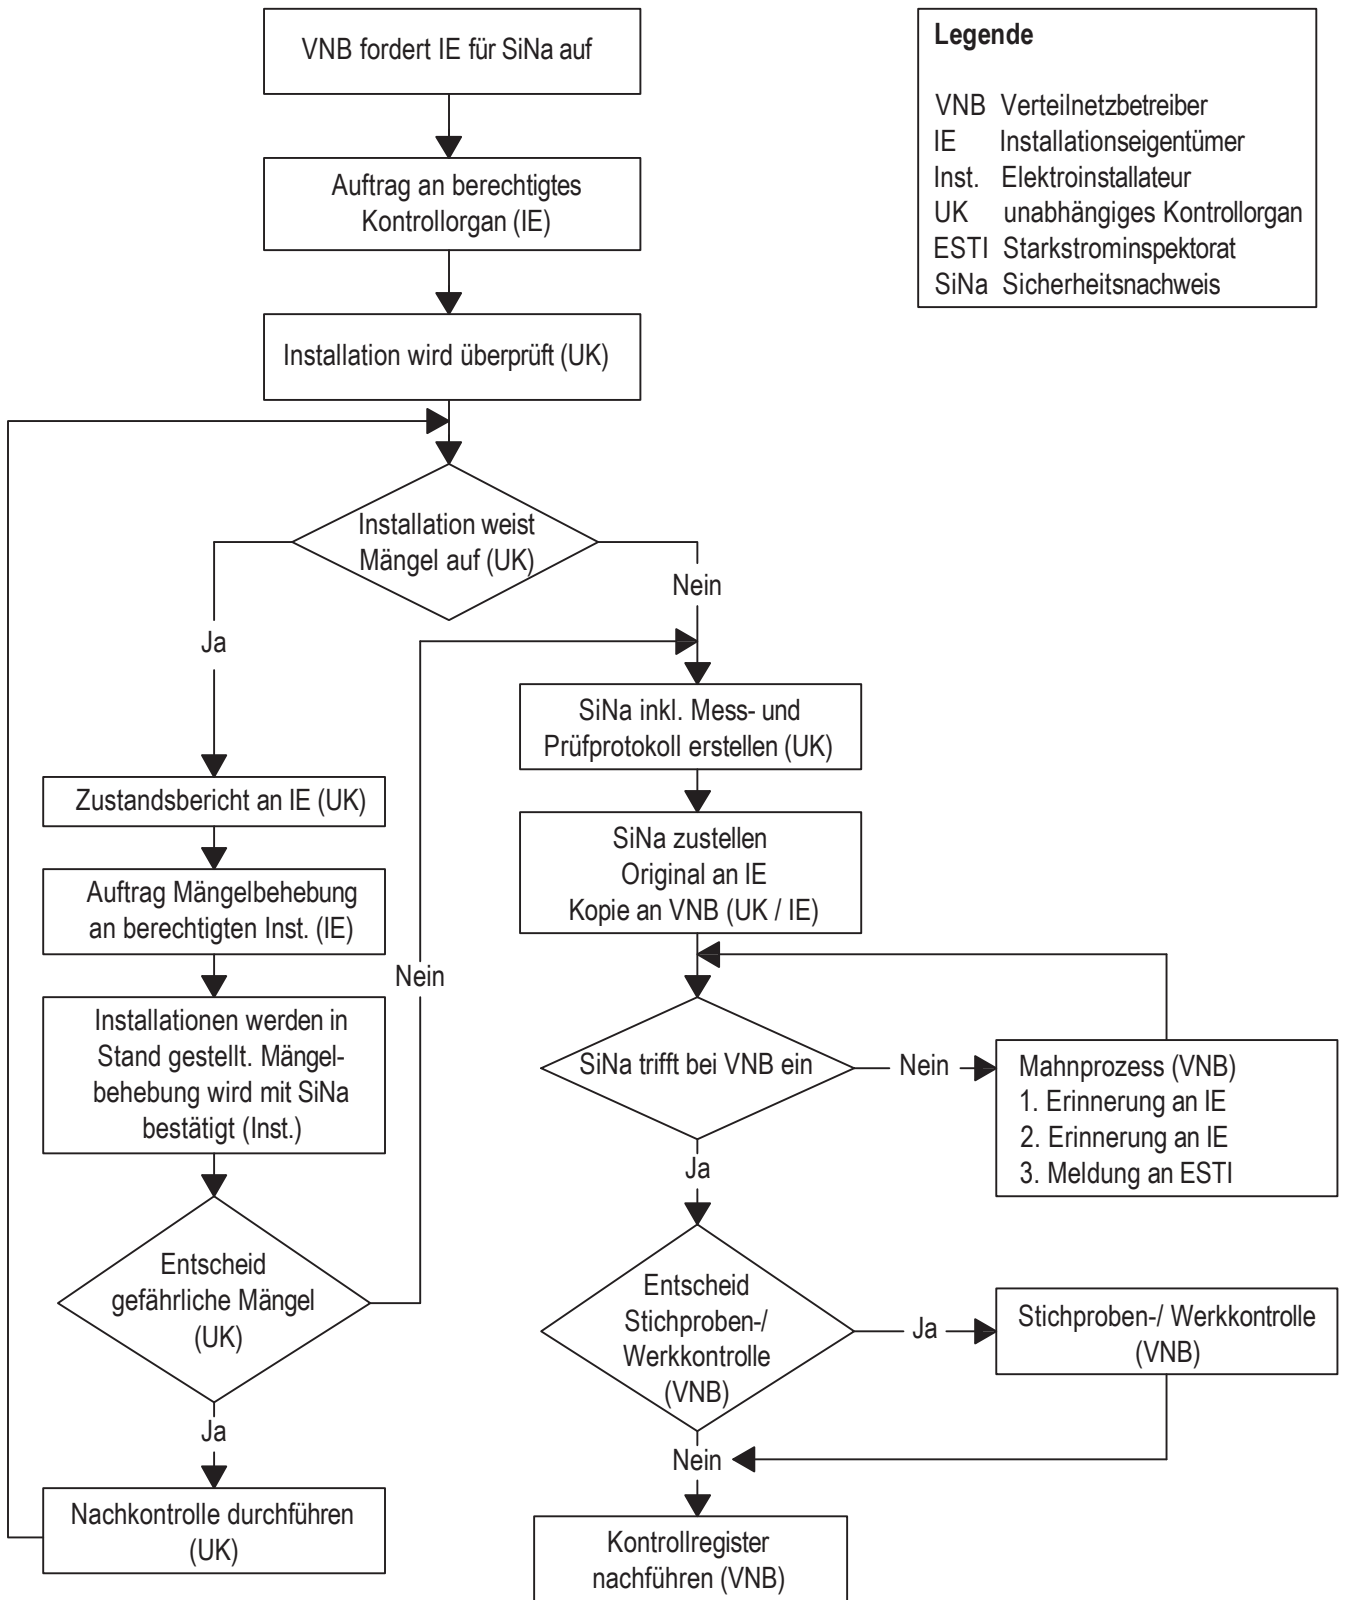 VNB fordert IE für SiNa auf
Legende
VNB Verteilnetzbetreiber
IE Installationseigentümer
Inst. Elektroinstallateur
UK unabhängiges Kontrollorgan
ESTI Starkstrominspektorat
SiNa Sicherheitsnachweis
Auftrag an berechtigtes
Kontrollorgan (IE)
Installation wird überprüft (UK)
Installation weist
Mängel auf (UK)
Ja
Nein
Zustandsbericht an IE (UK)
Auftrag Mängelbehebung
an berechtigten Inst. (IE)
Installationen werden in
Stand gestellt. Mängel-
behebung wird mit SiNa
bestätigt (Inst.)
Entscheid
gefährliche Mängel
(UK)
Nein
Ja
Nachkontrolle durchführen
(UK)
SiNa inkl. Mess- und
Prüfprotokoll erstellen (UK)
SiNa zustellen
Original an IE
Kopie an VNB (UK / IE)
SiNa trifft bei VNB ein
Nein
Mahnprozess (VNB)
1. Erinnerung an IE
2. Erinnerung an IE
3. Meldung an ESTI
Ja
Entscheid
Stichproben-/
Werkkontrolle
(VNB)
Ja
Stichproben-/ Werkkontrolle
(VNB)
Nein
Kontrollregister
nachführen (VNB)